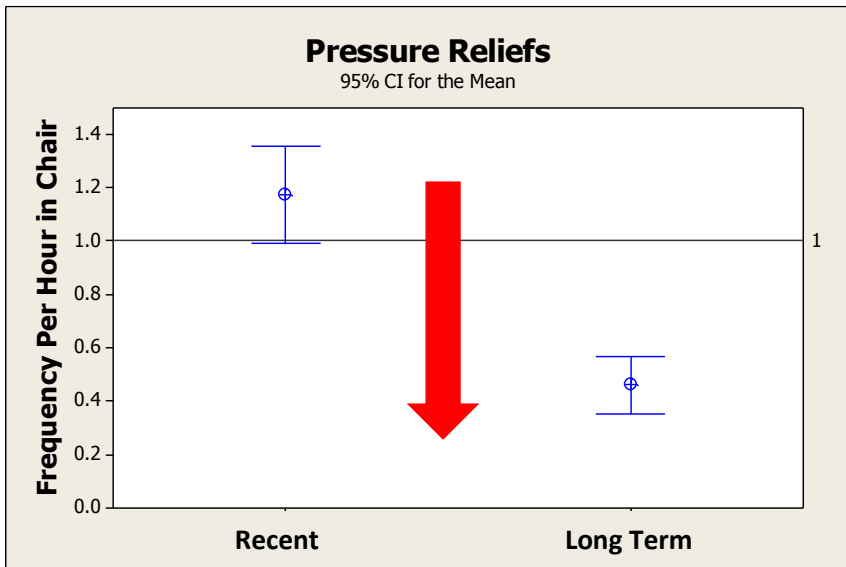 Pressure Reliefs
95% CI for the Mean
Frequency Per Hour in Chair
1.4
1.2
1.0
0.8
0.6
0.4
0.2
0.0
1
Recent
Long Term